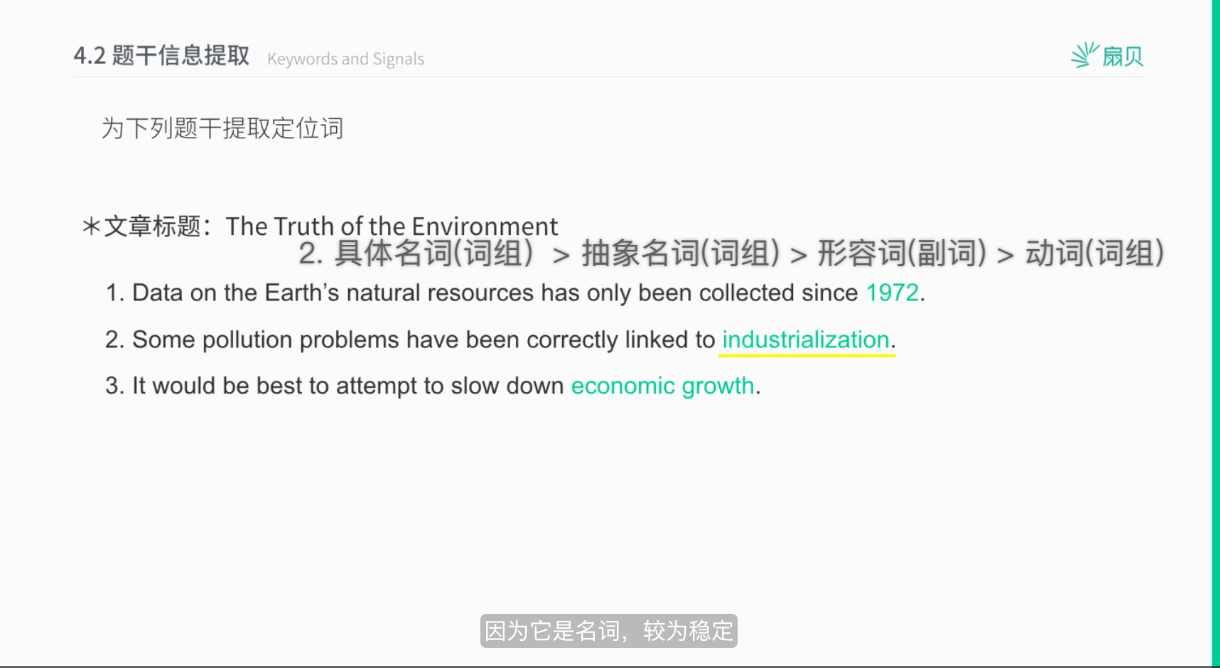 4.2 题干信息提取 Keywords and Signals
扇贝
为下列题干提取定位词
＊文章标题：The Truth of the Environment
2. 具体名词(词组） > 抽象名词(词组) > 形容词(副词) > 动词(词组)
1. Data on the Earth’s natural resources has only been collected since 1972.
2. Some pollution problems have been correctly linked to industrialization.
3. It would be best to attempt to slow down economic growth.
因为它是名词，较为稳定